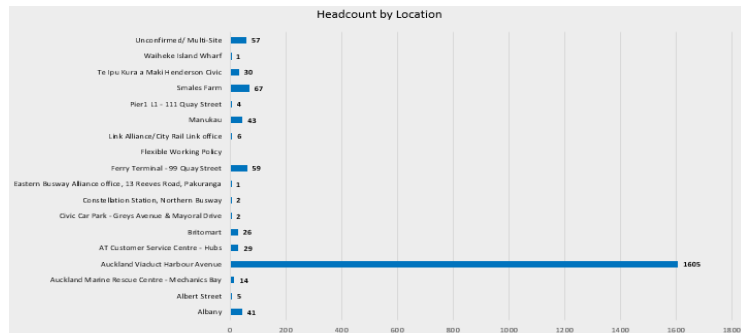 Headcount by Location
Unconfirmed/ Multi-Site 57
Waiheke Island Wharf 1
Te Ipu Kura a Maki Henderson Civic 30
Smales Farm 67
Pier1 L1 - 111 Quay Street 4
Manukau 43
Link Alliance/City Rail Link office 6
Flexible Working Policy
Ferry Terminal - 99 Quay Street 59
Eastern Busway Alliance office, 13 Reeves Road, Pakuranga 1
Constellation Station, Northern Busway 2
Civic Car Park - Greys Avenue & Mayoral Drive 2
Britomart 26
AT Customer Service Centre - Hubs 29
Auckland Viaduct Harbour Avenue 1605
Auckland Marine Rescue Centre - Mechanics Bay 14
Albert Street 5
Albany 41
0 200 400 600 800 1000 1200 1400 1600 1800